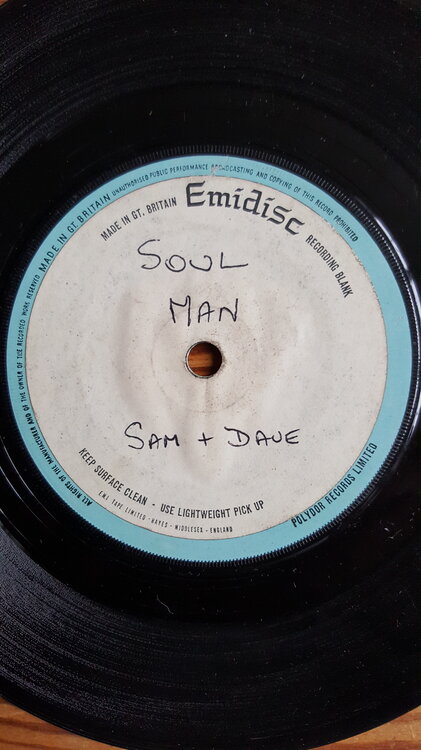 ALL RIGHTS OF THE MANUFACTURER AND OF THE OWNER OF THE RECORDED WORK RESERVED MADE IN GT. BRITAIN UNAUTHORISED PUBLIC PERFORMANCE BROADCASTING AND COPYING OF THIS RECORD PROHIBITED
MADE IN GT. BRITAIN Emidisc RECORDING BLANK
SOUL
MAN
SAM + DAVE
KEEP SURFACE CLEAN - USE LIGHTWEIGHT PICK UP
E.M.I. TAPE LIMITED - HAYES - MIDDLESEX - ENGLAND
POLYDOR RECORDS LIMITED